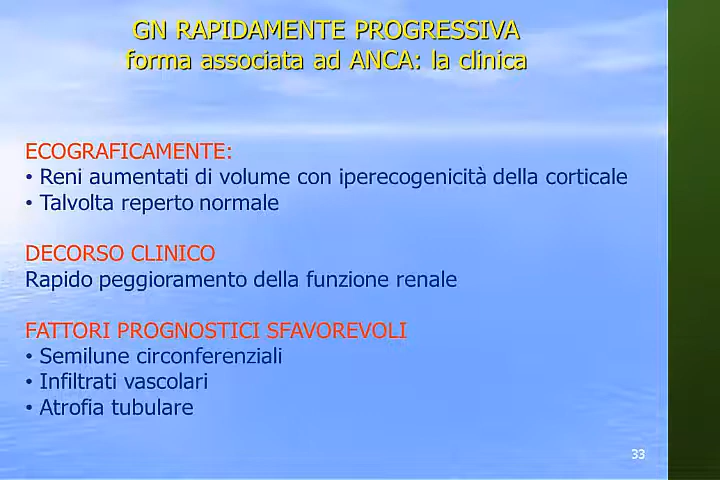 GN RAPIDAMENTE PROGRESSIVA
forma associata ad ANCA: la clinica
ECOGRAFICAMENTE:
• Reni aumentati di volume con iperecogenicità della corticale
• Talvolta reperto normale
DECORSO CLINICO
Rapido peggioramento della funzione renale
FATTORI PROGNOSTICI SFAVOREVOLI
• Semilune circonferenziali
• Infiltrati vascolari
• Atrofia tubulare
33